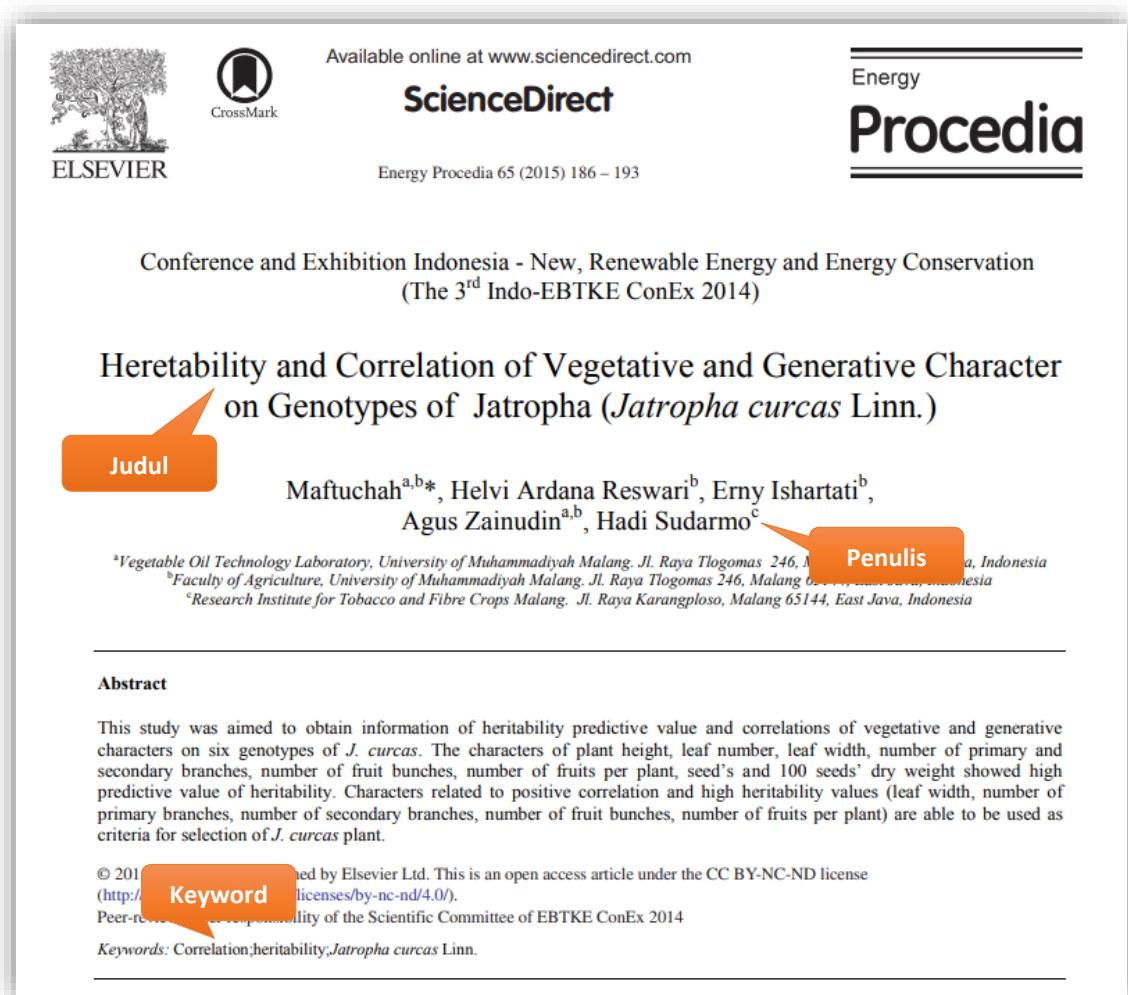 Available online at www.sciencedirect.com
ScienceDirect
CrossMark
ELSEVIER
Energy
Procedia
Energy Procedia 65 (2015) 186 – 193
Conference and Exhibition Indonesia - New, Renewable Energy and Energy Conservation
(The 3rd Indo-EBTKE ConEx 2014)
Heretability and Correlation of Vegetative and Generative Character
on Genotypes of Jatropha (Jatropha curcas Linn.)
Judul
Maftuchah a,b*, Helvi Ardana Reswari b, Erny Ishartati b,
Agus Zainudin a,b, Hadi Sudarmo c
Penulis
a Vegetable Oil Technology Laboratory, University of Muhammadiyah Malang. Jl. Raya Tlogomas 246, Indonesia
b Faculty of Agriculture, University of Muhammadiyah Malang. Jl. Raya Tlogomas 246, Malang
c Research Institute for Tobacco and Fibre Crops Malang. Jl. Raya Karangploso, Malang 65144, East Java, Indonesia
Abstract
This study was aimed to obtain information of heritability predictive value and correlations of vegetative and generative
characters on six genotypes of J. curcas. The characters of plant height, leaf number, leaf width, number of primary and
secondary branches, number of fruit bunches, number of fruits per plant, seed's and 100 seeds' dry weight showed high
predictive value of heritability. Characters related to positive correlation and high heritability values (leaf width, number of
primary branches, number of secondary branches, number of fruit bunches, number of fruits per plant) are able to be used as
criteria for selection of J. curcas plant.
© by Elsevier Ltd. This is an open access article under the CC BY-NC-ND license
(http:/ licenses/by-nc-nd/4.0/).
Keyword
of the Scientific Committee of EBTKE ConEx 2014
Keywords: Correlation;heritability;Jatropha curcas Linn.